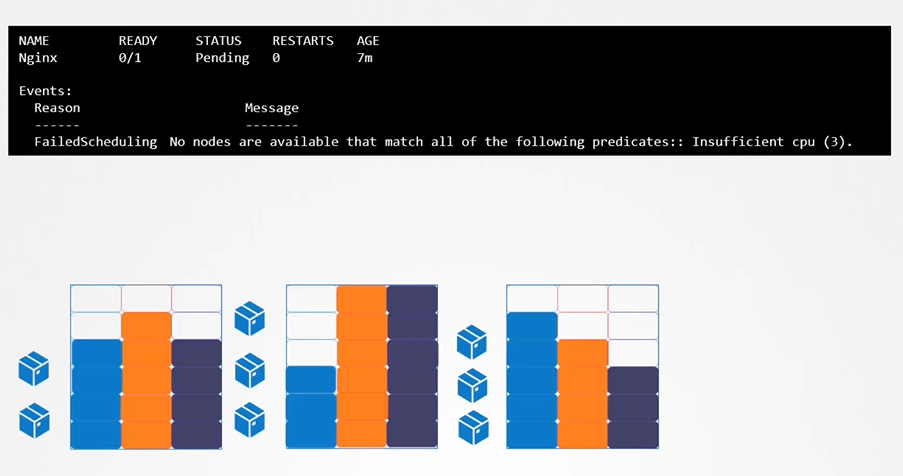 NAME READY STATUS RESTARTS AGE
Nginx 0/1 Pending 0 7m
Events:
Reason Message
------ -------
FailedScheduling No nodes are available that match all of the following predicates:: Insufficient cpu (3).